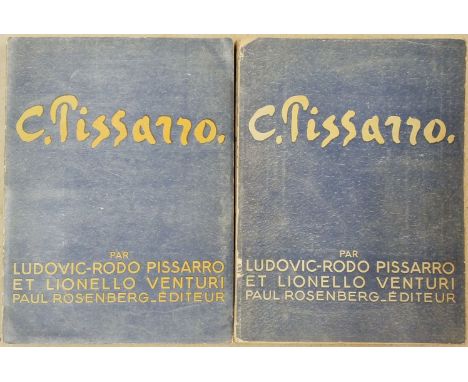 C. Pissarro.
PAR
LUDOVIC-RODO PISSARRO
ET LIONELLO VENTURI
PAUL ROSENBERG_ÉDITEUR
C. Pissarro.
PAR
LUDOVIC-RODO PISSARRO
ET LIONELLO VENTURI
PAUL ROSENBERG_ÉDITEUR